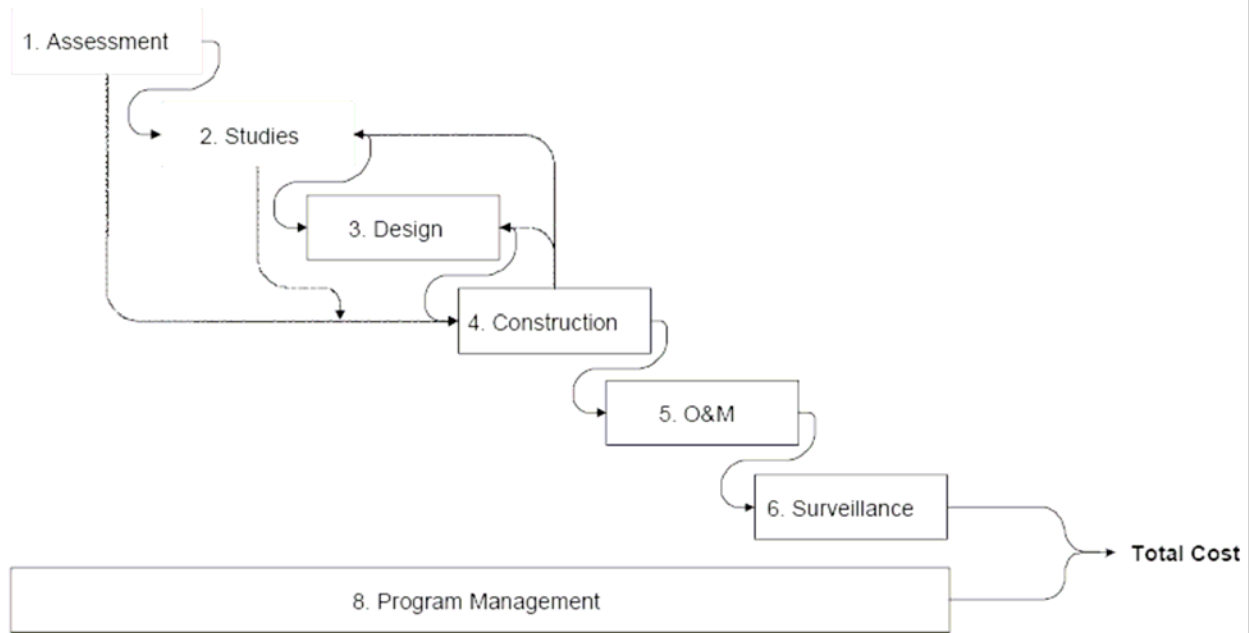 1. Assessment
2. Studies
3. Design
4. Construction
5. O&M
6. Surveillance
Total Cost
8. Program Management